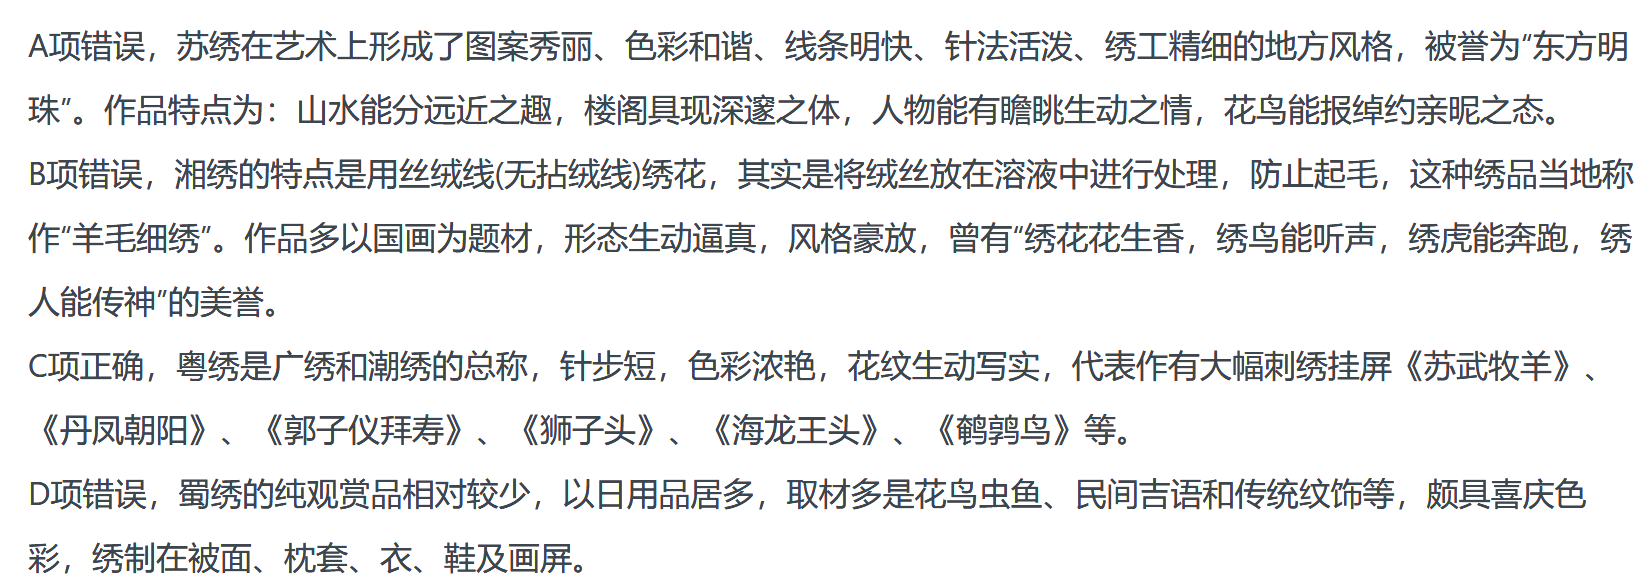 A项错误，苏绣在艺术上形成了图案秀丽、色彩和谐、线条明快、针法活泼、绣工精细的地方风格，被誉为“东方明
珠”。作品特点为：山水能分远近之趣，楼阁具现深邃之体，人物能有瞻眺生动之情，花鸟能报绰约亲昵之态。
B项错误，湘绣的特点是用丝绒线(无拈绒线)绣花，其实是将绒丝放在溶液中进行处理，防止起毛，这种绣品当地称
作“羊毛细绣”。作品多以国画为题材，形态生动逼真，风格豪放，曾有“绣花花生香，绣鸟能听声，绣虎能奔跑，绣
人能传神”的美誉。
C项正确，粤绣是广绣和潮绣的总称，针步短，色彩浓艳，花纹生动写实，代表作有大幅刺绣挂屏《苏武牧羊》、
《丹凤朝阳》、《郭子仪拜寿》、《狮子头》、《海龙王头》、《鹌鹑鸟》等。
D项错误，蜀绣的纯观赏品相对较少，以日用品居多，取材多是花鸟虫鱼、民间吉语和传统纹饰等，颇具喜庆色
彩，绣制在被面、枕套、衣、鞋及画屏。